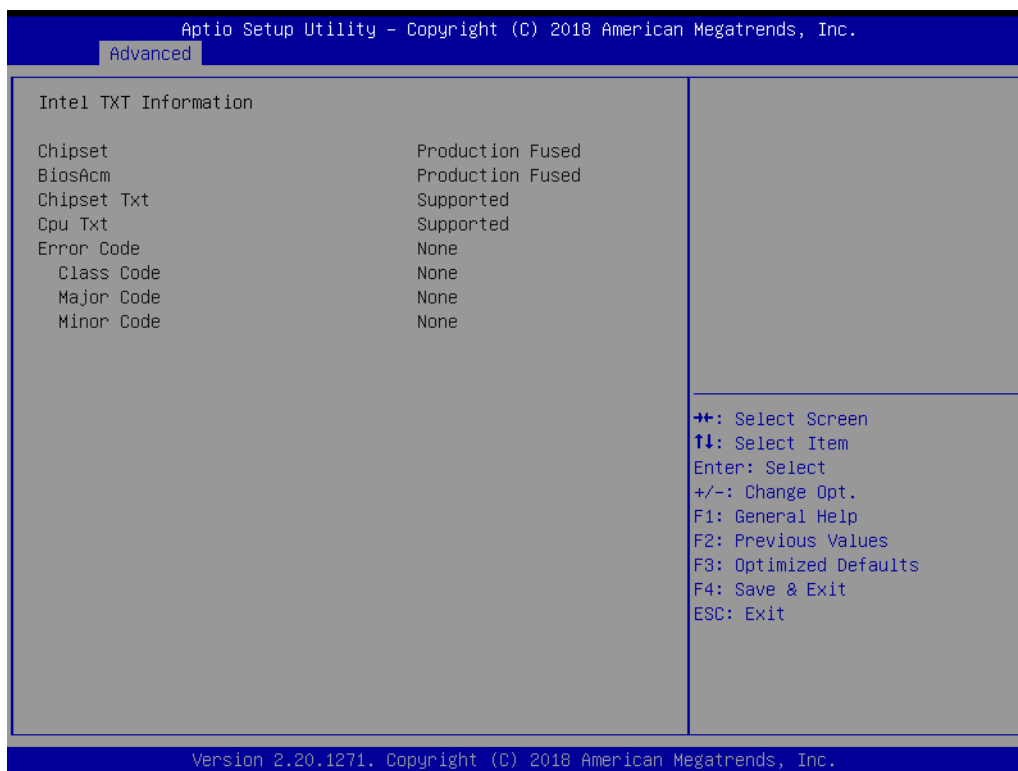 Aptio Setup Utility – Copyright (C) 2018 American Megatrends, Inc.
Advanced
Intel TXT Information
Chipset Production Fused
BiosAcm Production Fused
Chipset Txt Supported
Cpu Txt Supported
Error Code None
Class Code None
Major Code None
Minor Code None
→←: Select Screen
↑↓: Select Item
Enter: Select
+/-: Change Opt.
F1: General Help
F2: Previous Values
F3: Optimized Defaults
F4: Save & Exit
ESC: Exit
Version 2.20.1271. Copyright (C) 2018 American Megatrends, Inc.